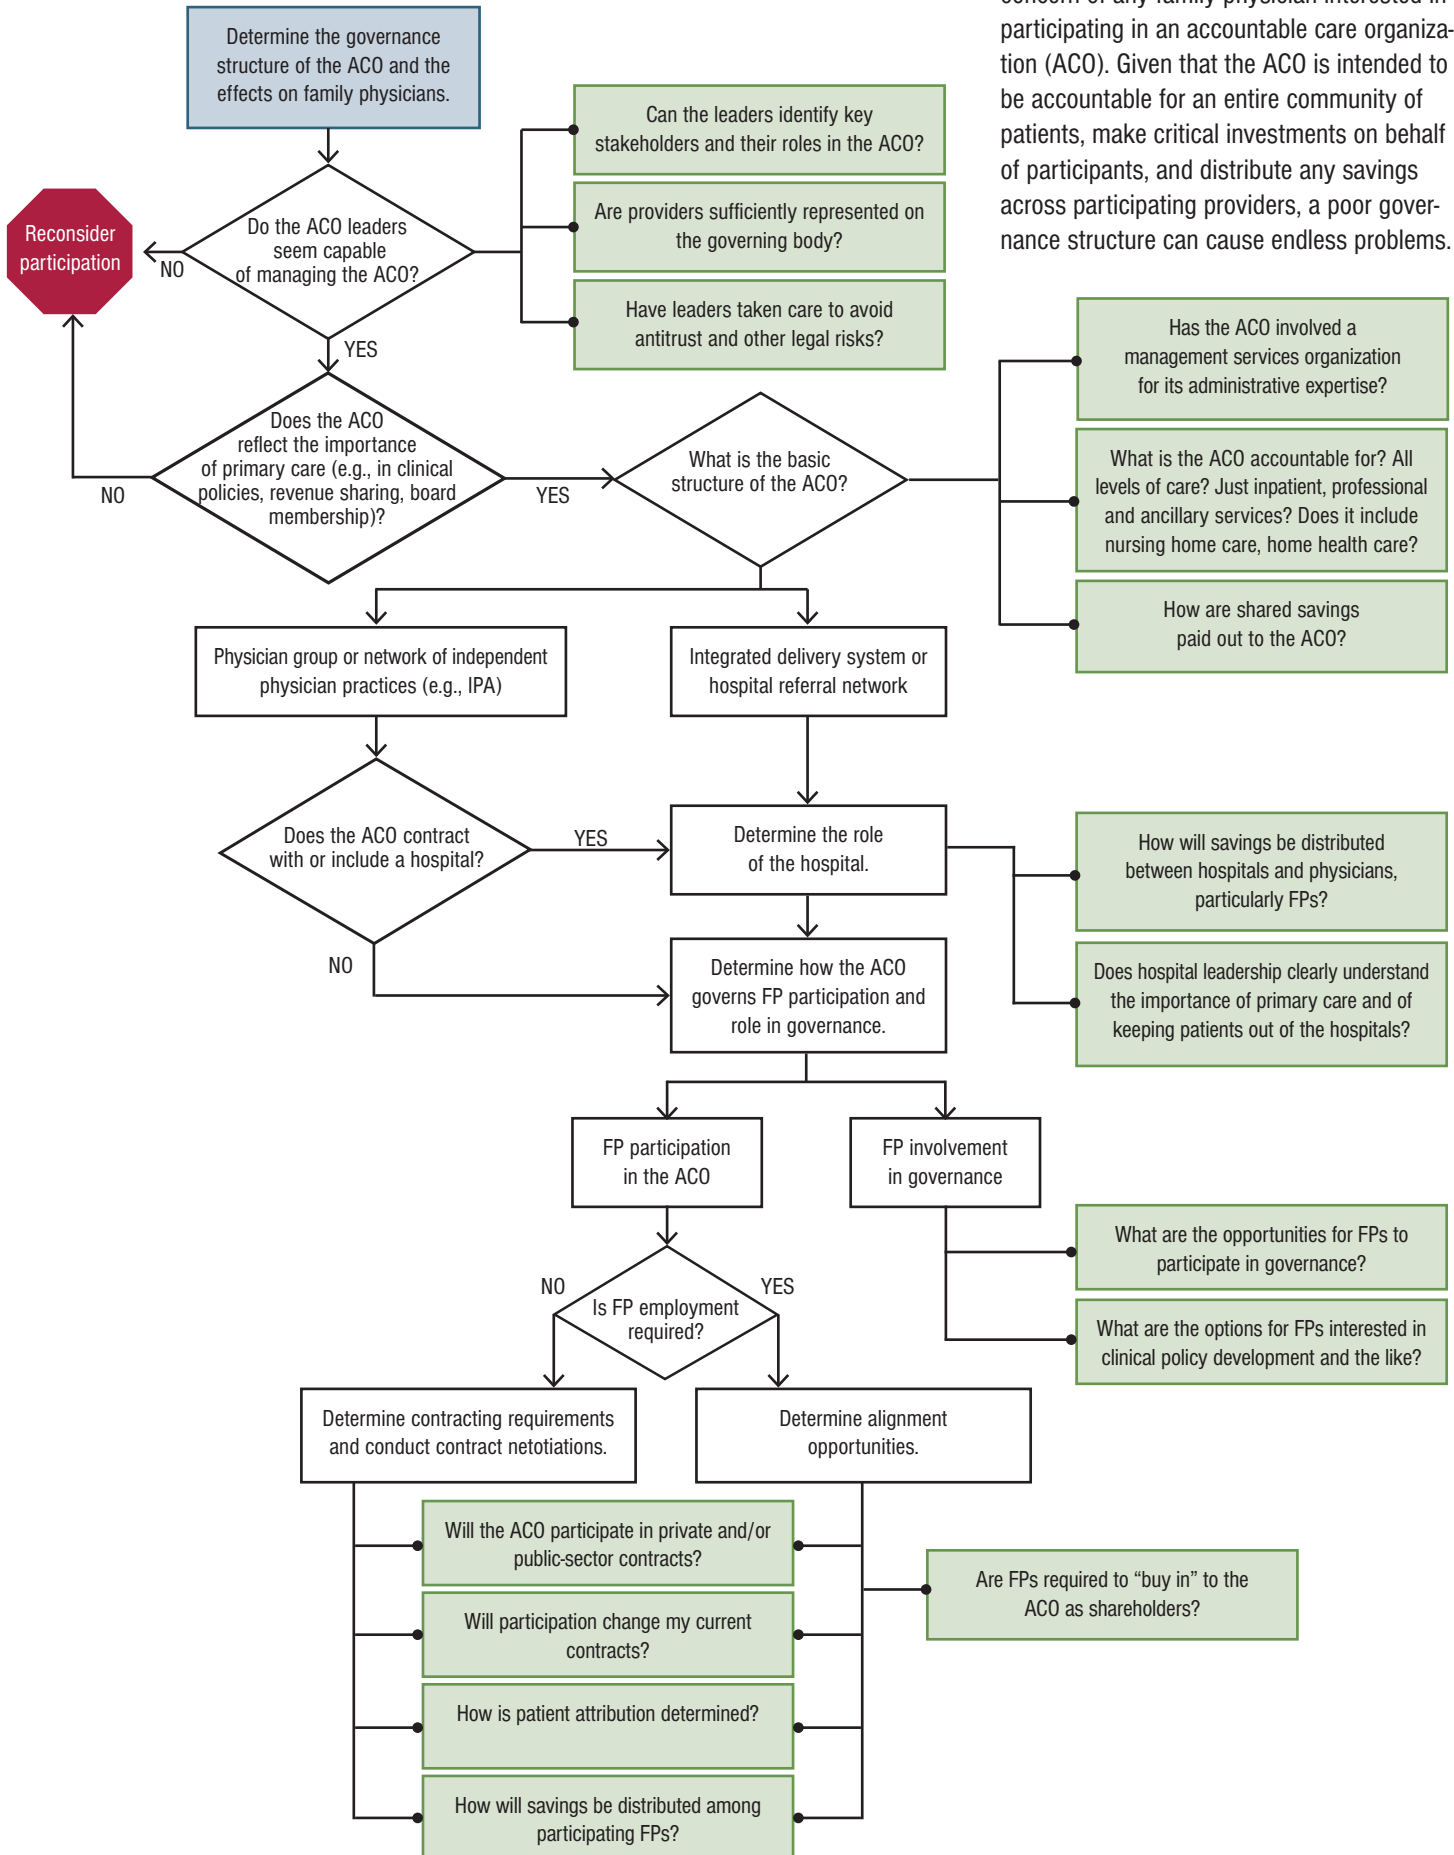 concern of any family physician interested in
participating in an accountable care organiza-
tion (ACO). Given that the ACO is intended to
be accountable for an entire community of
patients, make critical investments on behalf
of participants, and distribute any savings
across participating providers, a poor gover-
nance structure can cause endless problems.
Determine the governance
structure of the ACO and the
effects on family physicians.
Can the leaders identify key
stakeholders and their roles in the ACO?
Are providers sufficiently represented on
the governing body?
Have leaders taken care to avoid
antitrust and other legal risks?
Do the ACO leaders
seem capable
of managing the ACO?
Reconsider
participation
NO
YES
Does the ACO
reflect the importance
of primary care (e.g., in clinical
policies, revenue sharing, board
membership)?
NO
YES
What is the basic
structure of the ACO?
Has the ACO involved a
management services organization
for its administrative expertise?
What is the ACO accountable for? All
levels of care? Just inpatient, professional
and ancillary services? Does it include
nursing home care, home health care?
How are shared savings
paid out to the ACO?
Physician group or network of independent
physician practices (e.g., IPA)
Integrated delivery system or
hospital referral network
Does the ACO contract
with or include a hospital?
YES
NO
Determine the role
of the hospital.
How will savings be distributed
between hospitals and physicians,
particularly FPs?
Does hospital leadership clearly understand
the importance of primary care and of
keeping patients out of the hospitals?
Determine how the ACO
governs FP participation and
role in governance.
FP participation
in the ACO
FP involvement
in governance
What are the opportunities for FPs to
participate in governance?
What are the options for FPs interested in
clinical policy development and the like?
NO
YES
Is FP employment
required?
Determine contracting requirements
and conduct contract netotiations.
Determine alignment
opportunities.
Will the ACO participate in private and/or
public-sector contracts?
Will participation change my current
contracts?
How is patient attribution determined?
How will savings be distributed among
participating FPs?
Are FPs required to “buy in” to the
ACO as shareholders?